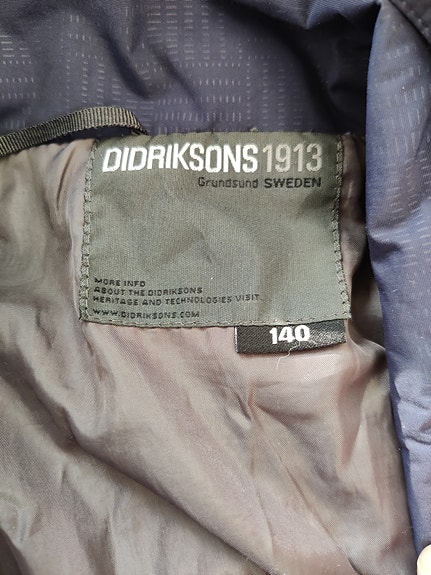 DIDRIKSONS1913
Grundsund SWEDEN
MORE INFO
ABOUT THE DIDRIKSONS
HERITAGE AND TECHNOLOGIES VISIT
WWW.DIDRIKSONS.COM
140